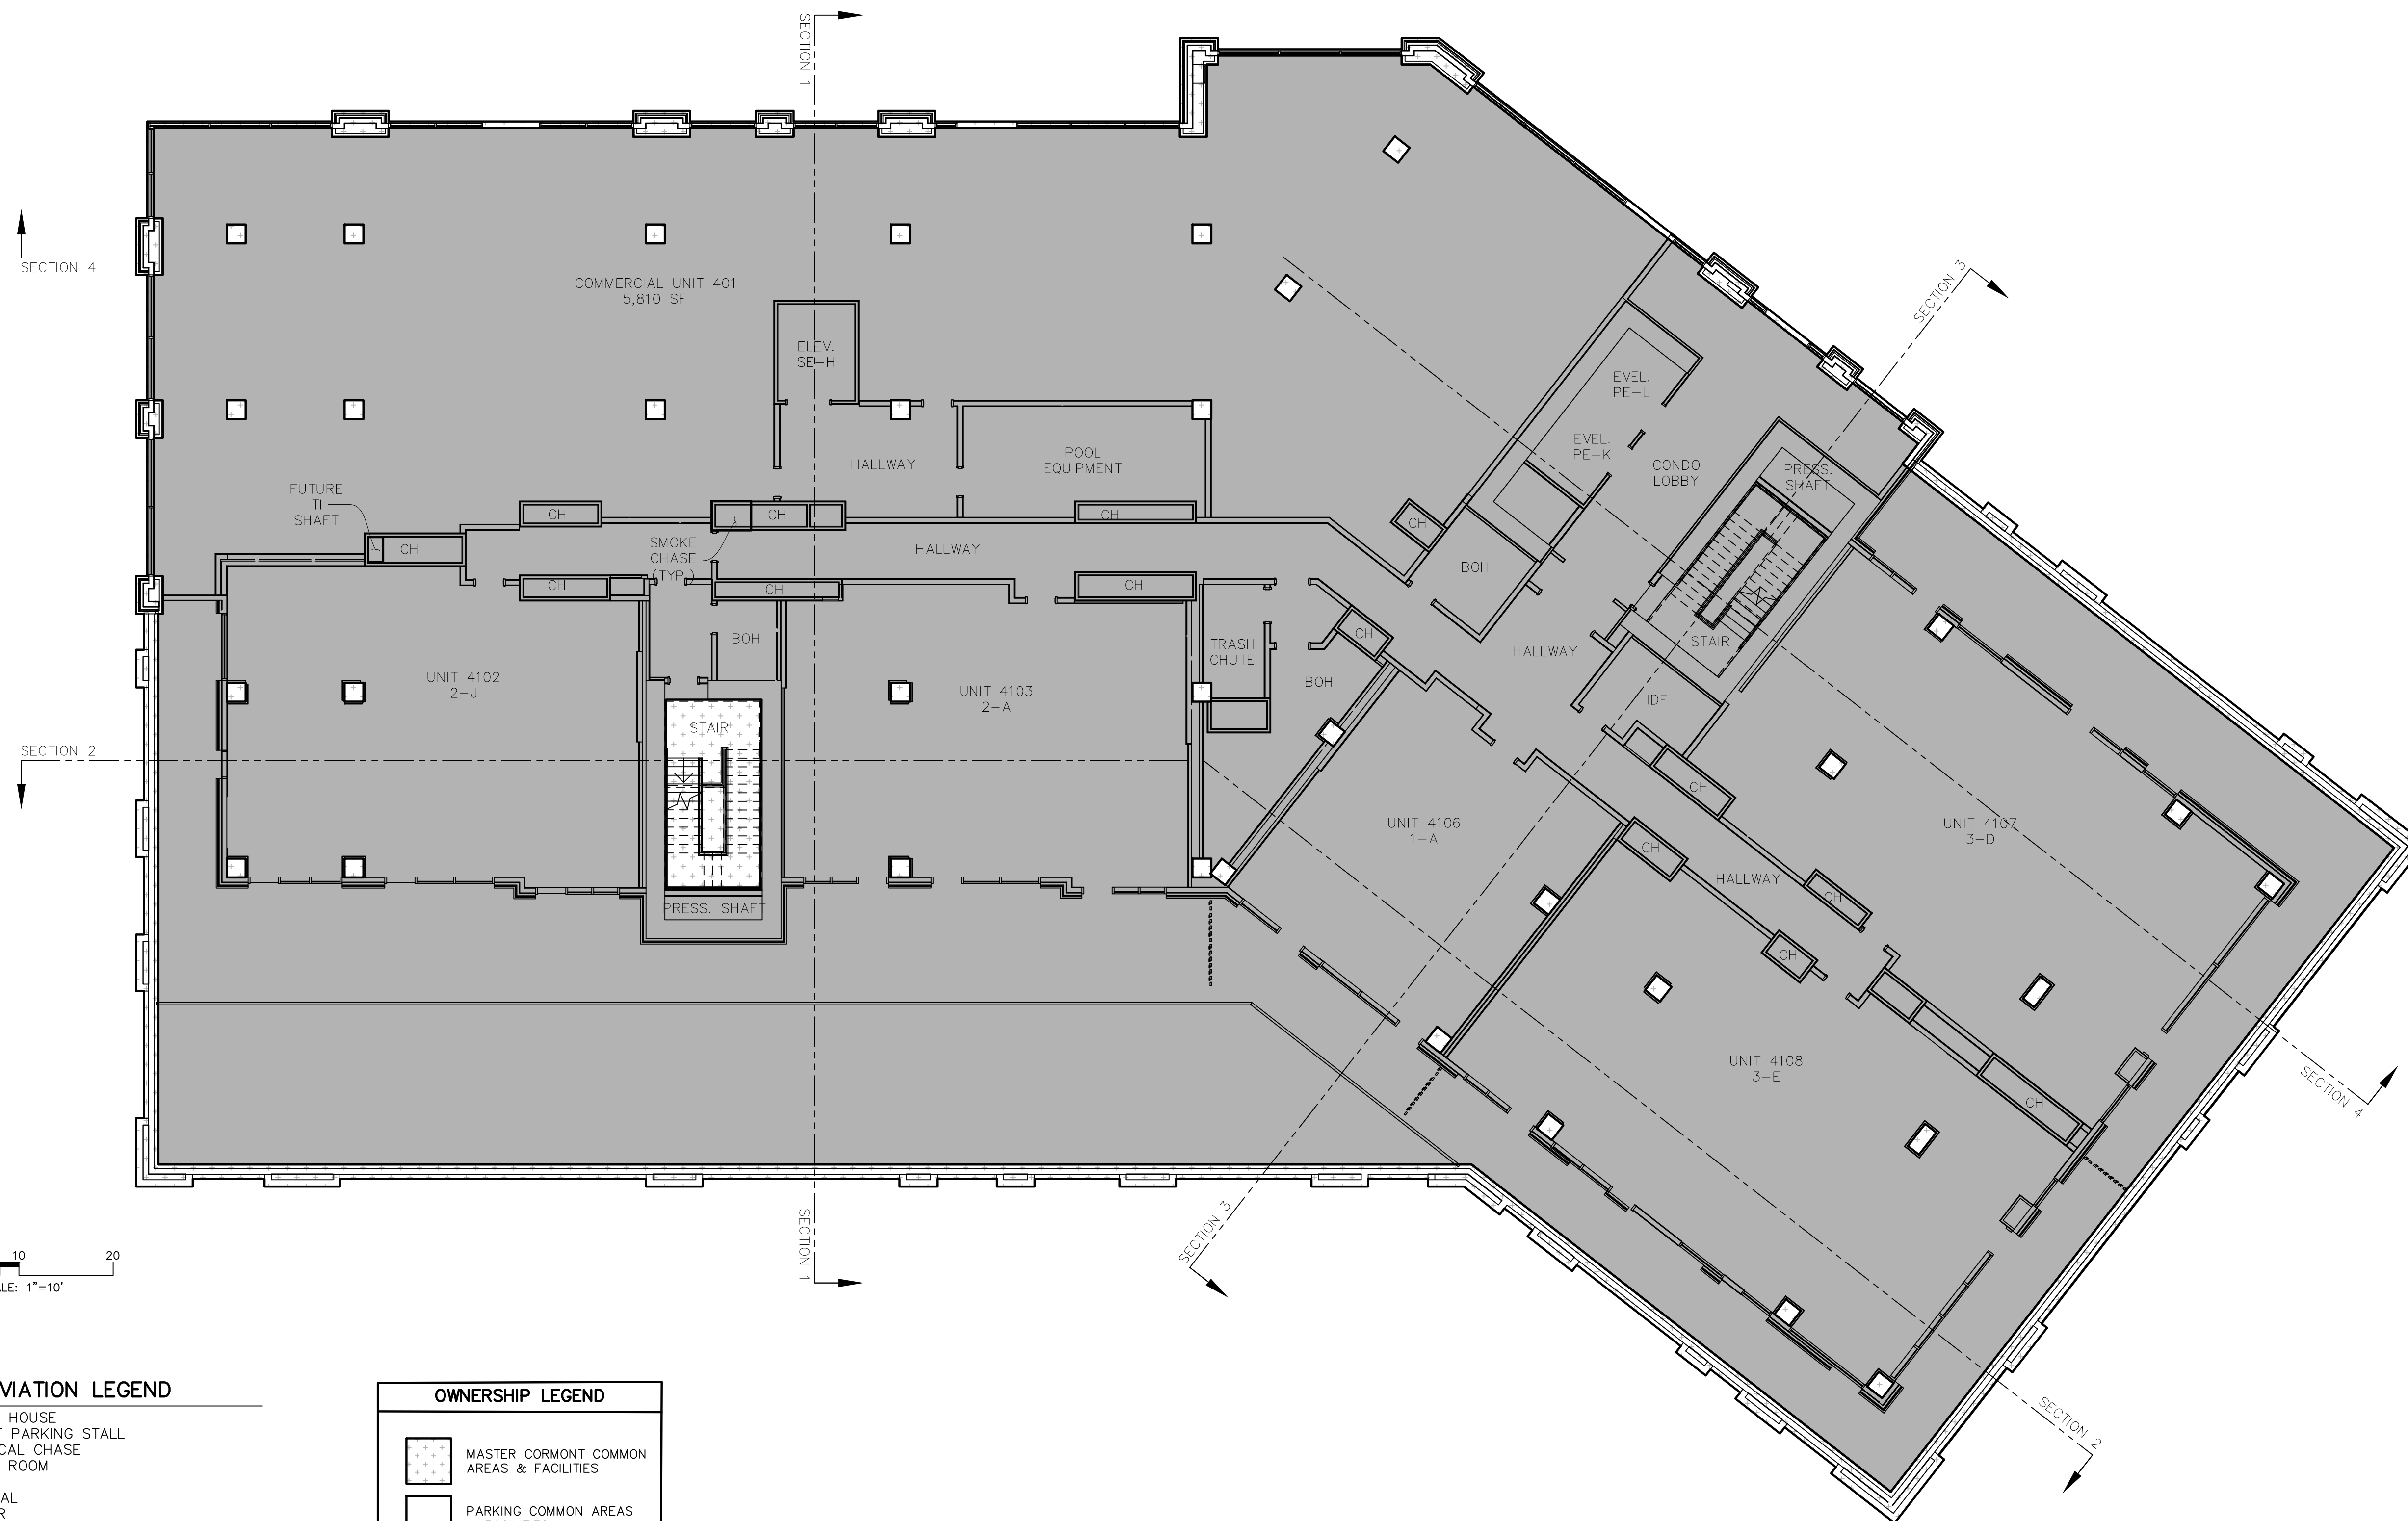 SECTION 1
SECTION 4
COMMERCIAL UNIT 401
5,810 SF
ELEV.
SE-H
HALLWAY
POOL
EQUIPMENT
FUTURE
TI
SHAFT
CH
CH
CH
CH
CH
SMOKE
CHASE
(TYP.)
HALLWAY
CH
CH
CH
BOH
UNIT 4102
2-J
STAIR
PRESS. SHAFT
UNIT 4103
2-A
TRASH
CHUTE
BOH
CH
SECTION 2
SECTION 3
EVEL.
PE-L
EVEL.
PE-K
CONDO
LOBBY
PRESS.
SHAFT
BOH
HALLWAY
STAIR
IDF
CH
UNIT 4106
1-A
CH
UNIT 4107
3-D
HALLWAY
CH
CH
UNIT 4108
3-E
CH
SECTION 4
SECTION 3
SECTION 1
SECTION 2
10 20
ALE: 1"=10'
VIATION LEGEND
HOUSE
T PARKING STALL
CAL CHASE
ROOM
AL
R
OWNERSHIP LEGEND
MASTER CORMONT COMMON
AREAS & FACILITIES
PARKING COMMON AREAS